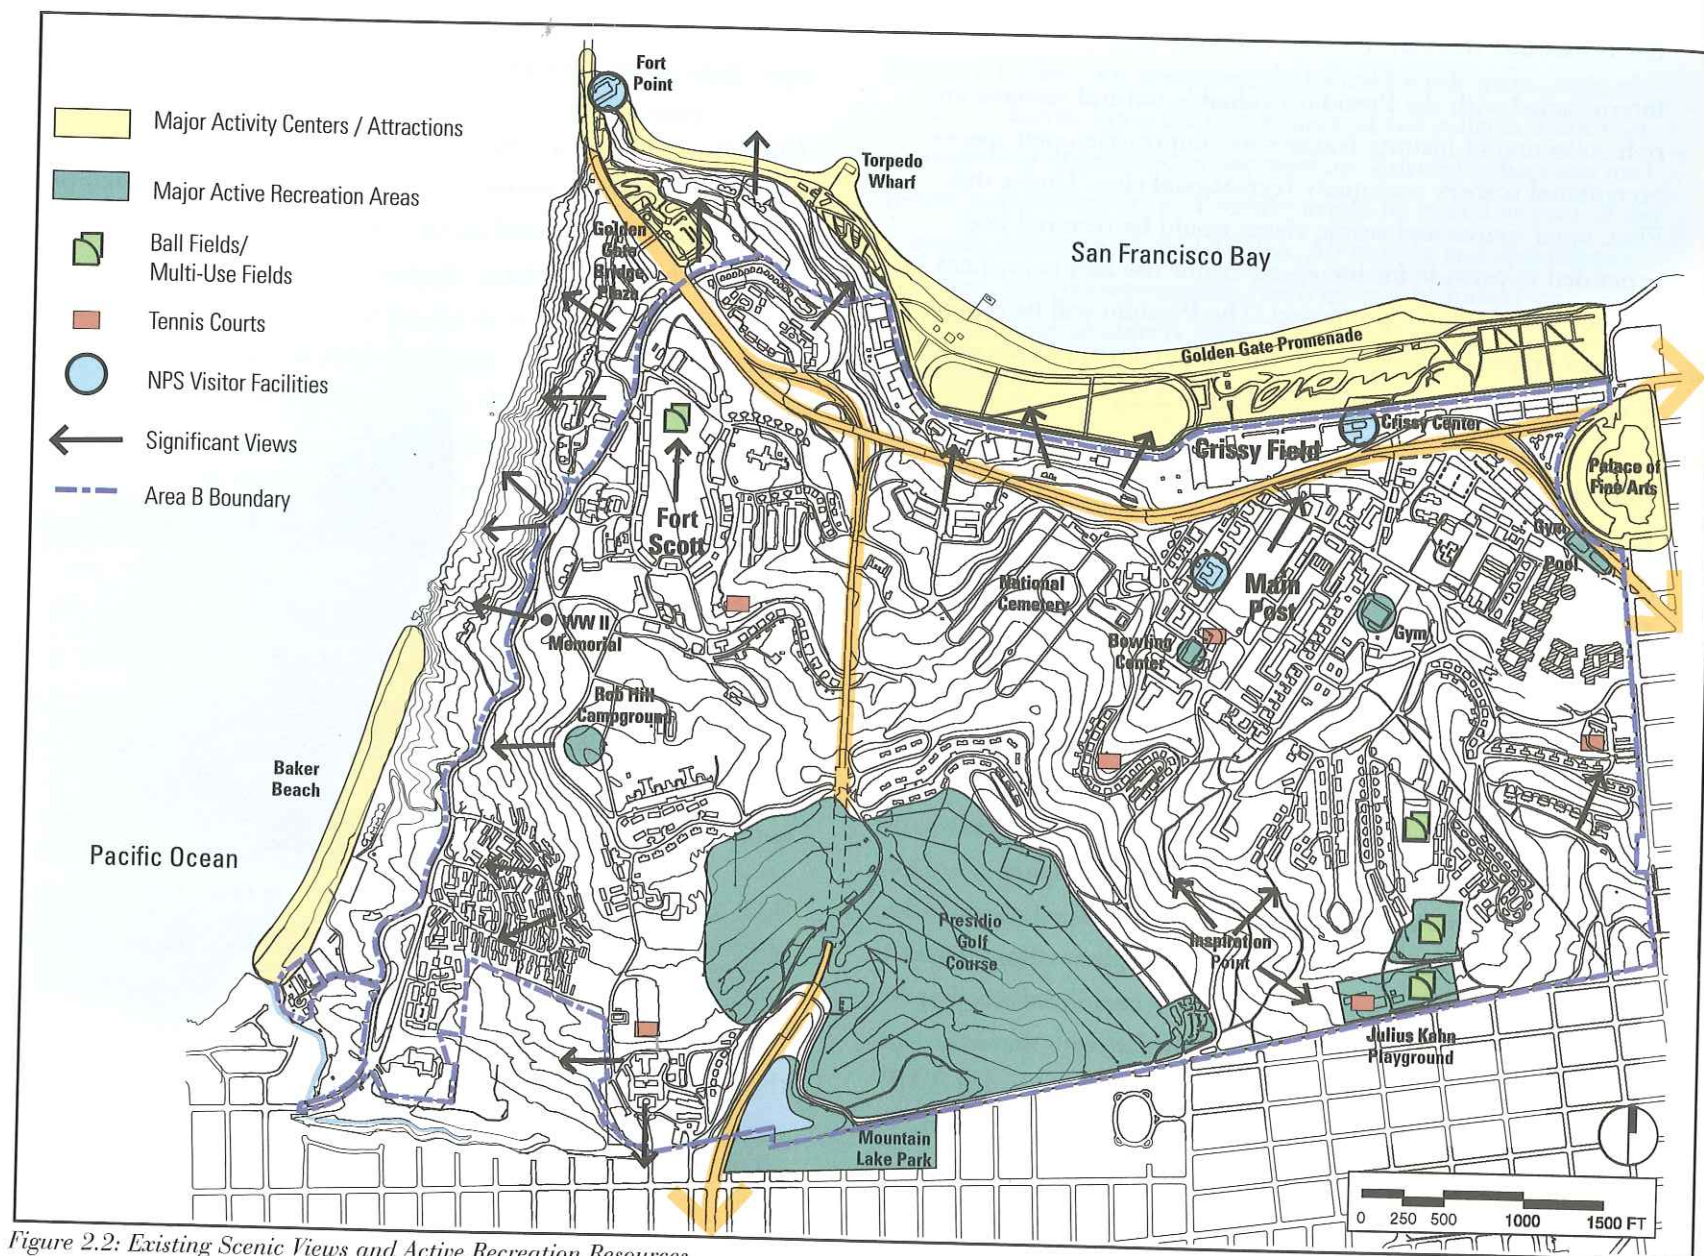 Fort
Point
Major Activity Centers / Attractions
Torpedo
Wharf
Major Active Recreation Areas
Ball Fields/
Multi-Use Fields
Golden
Gate
Bridge
Plaza
San Francisco Bay
Tennis Courts
Golden Gate Promenade
NPS Visitor Facilities
Crissy Center
Significant Views
Crissy Field
Palace of
Fine Arts
Area B Boundary
Fort
Scott
Gym
Pool
National
Cemetery
Main
Post
WW II
Memorial
Bowling
Center
Gym
Rob Hill
Campground
Baker
Beach
Pacific Ocean
Presidio
Golf
Course
Inspiration
Point
Julius Kahn
Playground
Mountain
Lake Park
0 250 500 1000 1500 FT
Figure 2.2: Existing Scenic Views and Active Recreation Resources